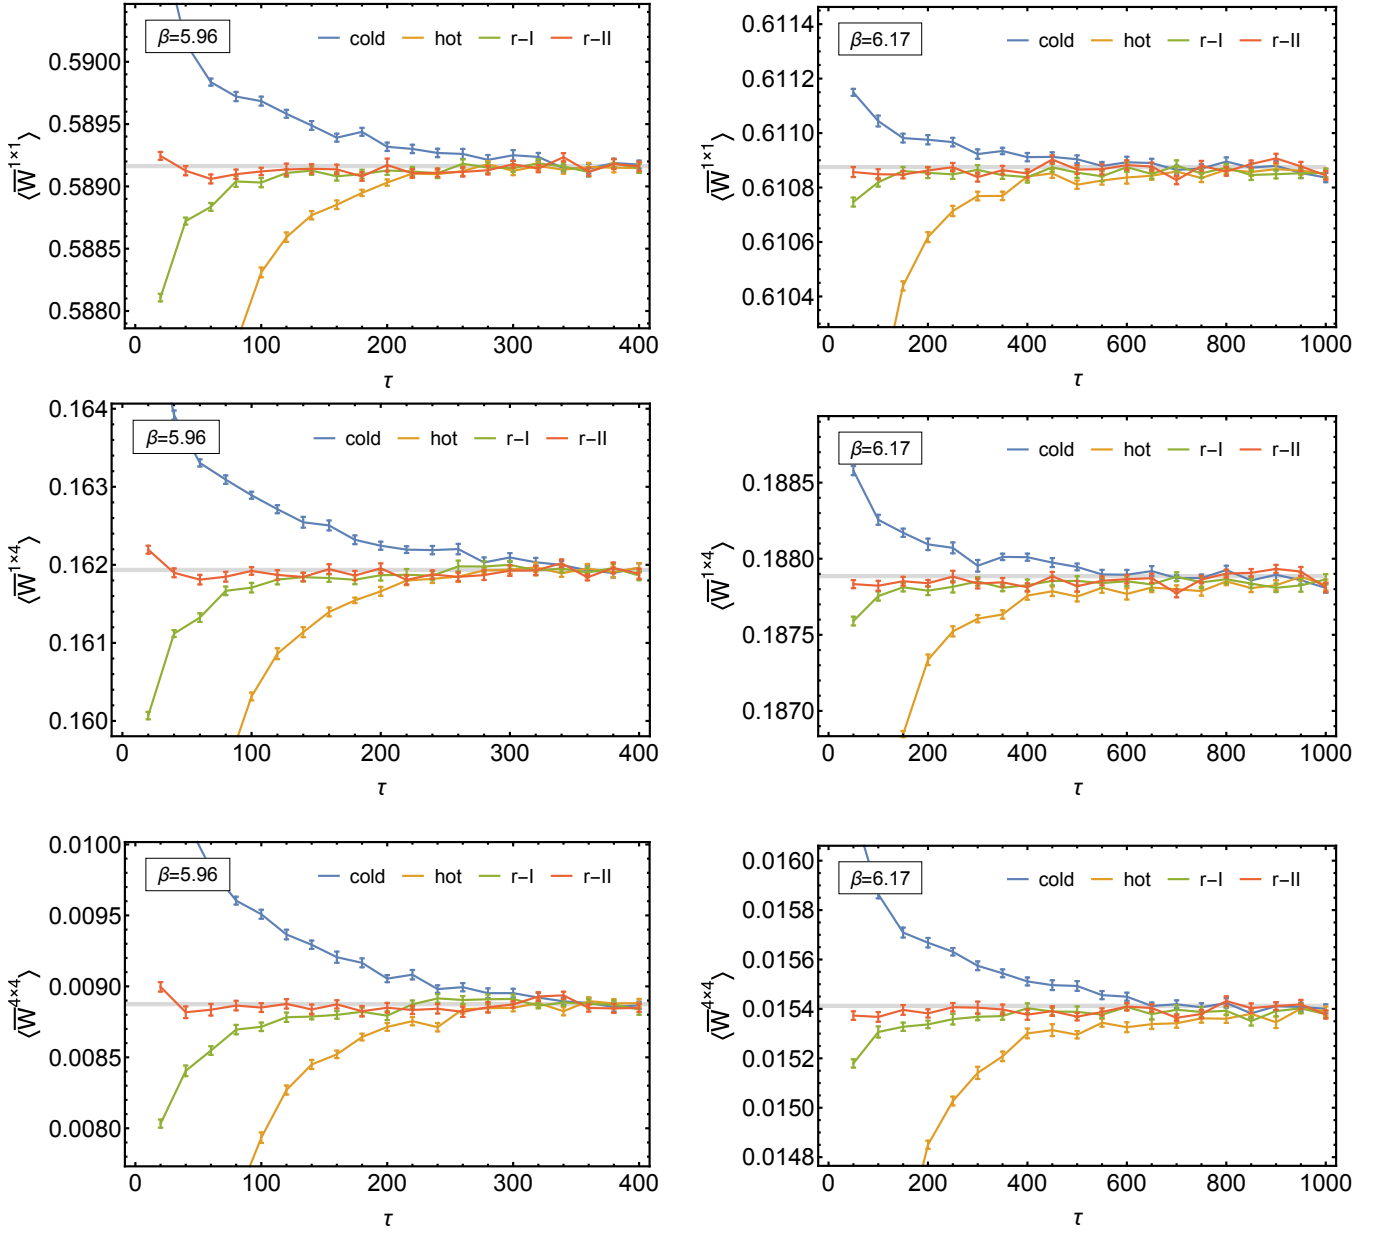 β=5.96
cold hot r-I r-II
0.5900
0.5895
0.5890
0.5885
0.5880
⟨W̅^{1×1}⟩
0 100 200 300 400
τ
β=6.17
cold hot r-I r-II
0.6114
0.6112
0.6110
0.6108
0.6106
0.6104
⟨W̅^{1×1}⟩
0 200 400 600 800 1000
τ
β=5.96
cold hot r-I r-II
0.164
0.163
0.162
0.161
0.160
⟨W̅^{1×4}⟩
0 100 200 300 400
τ
β=6.17
cold hot r-I r-II
0.1885
0.1880
0.1875
0.1870
⟨W̅^{1×4}⟩
0 200 400 600 800 1000
τ
β=5.96
cold hot r-I r-II
0.0100
0.0095
0.0090
0.0085
0.0080
⟨W̅^{4×4}⟩
0 100 200 300 400
τ
β=6.17
cold hot r-I r-II
0.0160
0.0158
0.0156
0.0154
0.0152
0.0150
0.0148
⟨W̅^{4×4}⟩
0 200 400 600 800 1000
τ